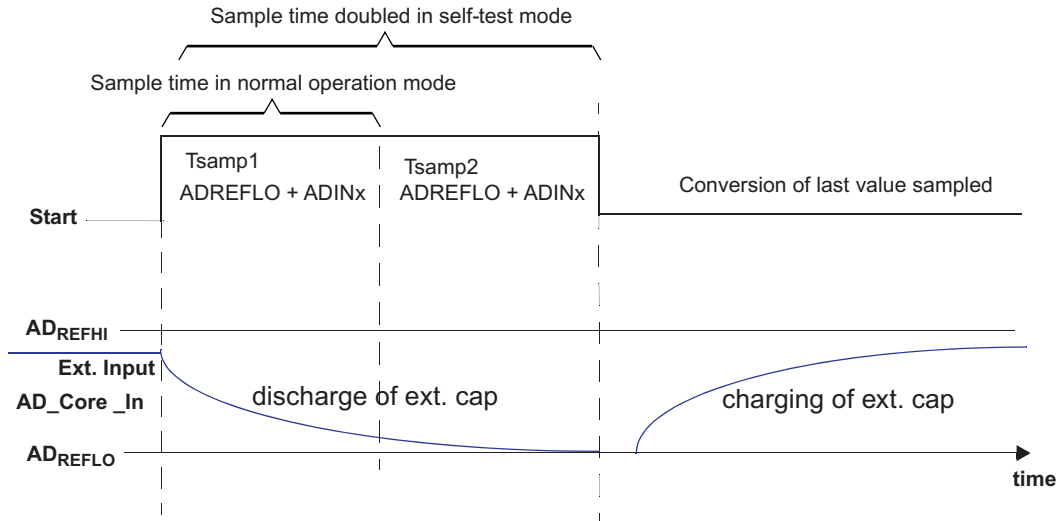 Sample time doubled in self-test mode
Sample time in normal operation mode
Tsamp1
ADREFLO + ADINx
Tsamp2
ADREFLO + ADINx
Conversion of last value sampled
Start
ADREFHI
Ext. Input
AD_Core _In
discharge of ext. cap
charging of ext. cap
ADREFLO
time